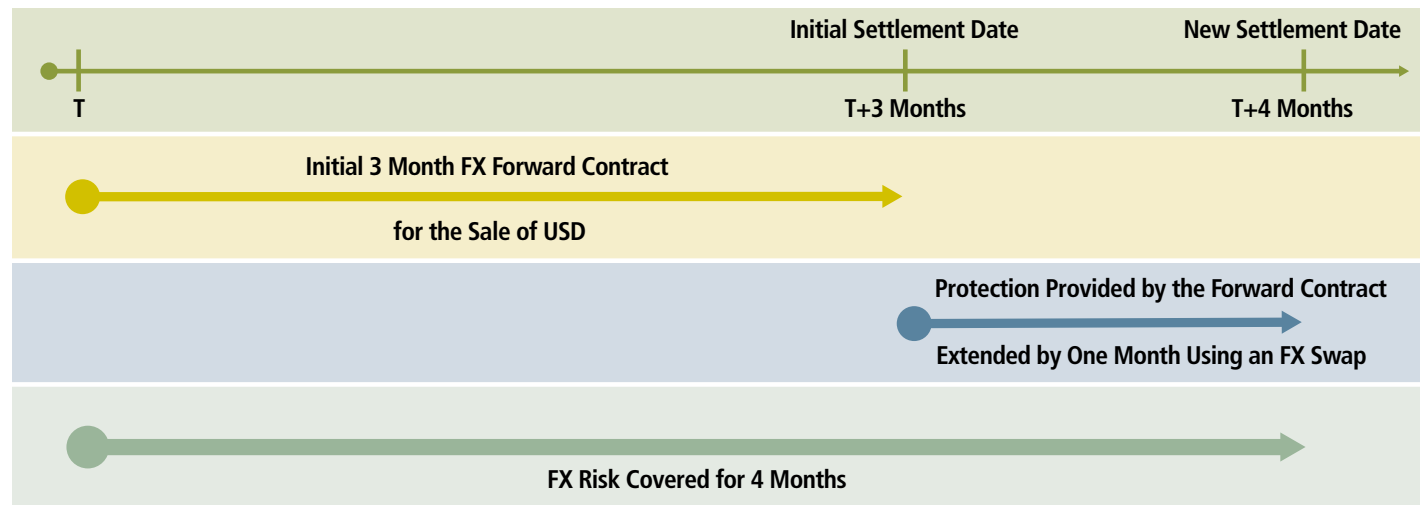 Initial Settlement Date
New Settlement Date
T
T+3 Months
T+4 Months
Initial 3 Month FX Forward Contract
for the Sale of USD
Protection Provided by the Forward Contract
Extended by One Month Using an FX Swap
FX Risk Covered for 4 Months